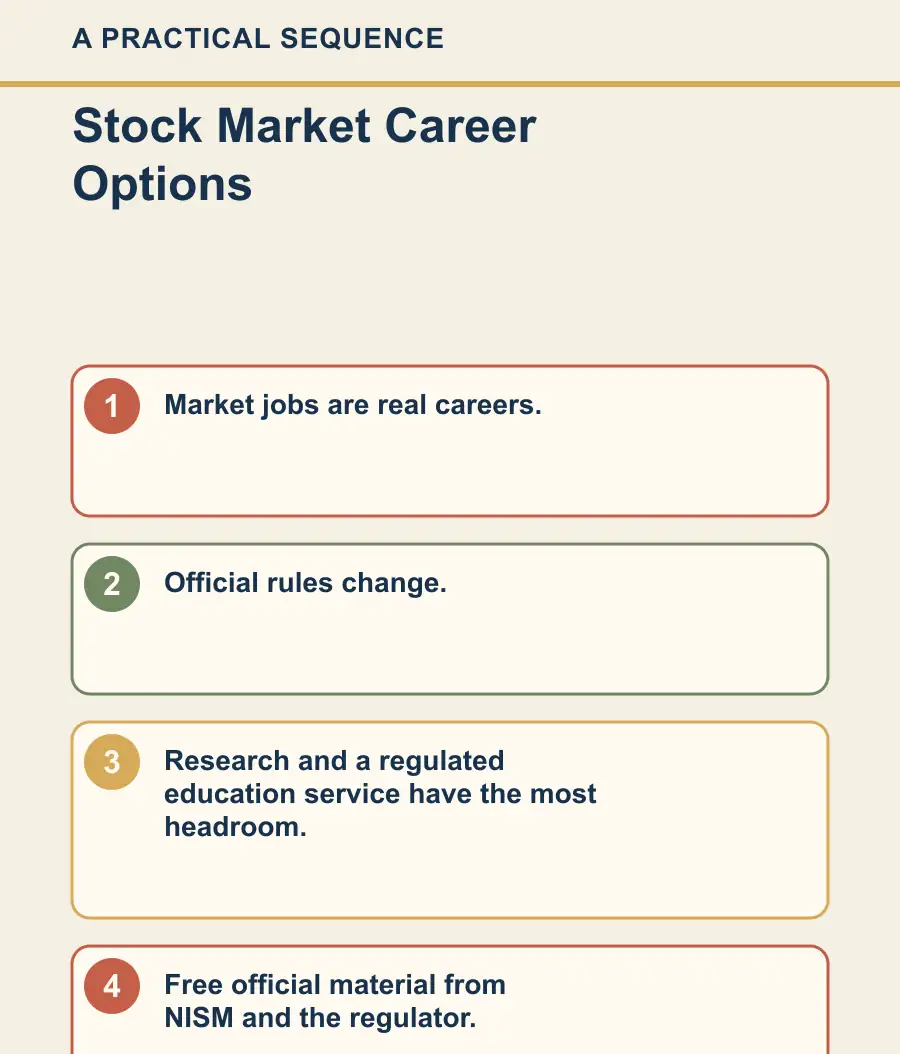 A PRACTICAL SEQUENCE
Stock Market Career
Options
1
Market jobs are real careers.
2
Official rules change.
3
Research and a regulated
education service have the most
headroom.
4
Free official material from
NISM and the regulator.